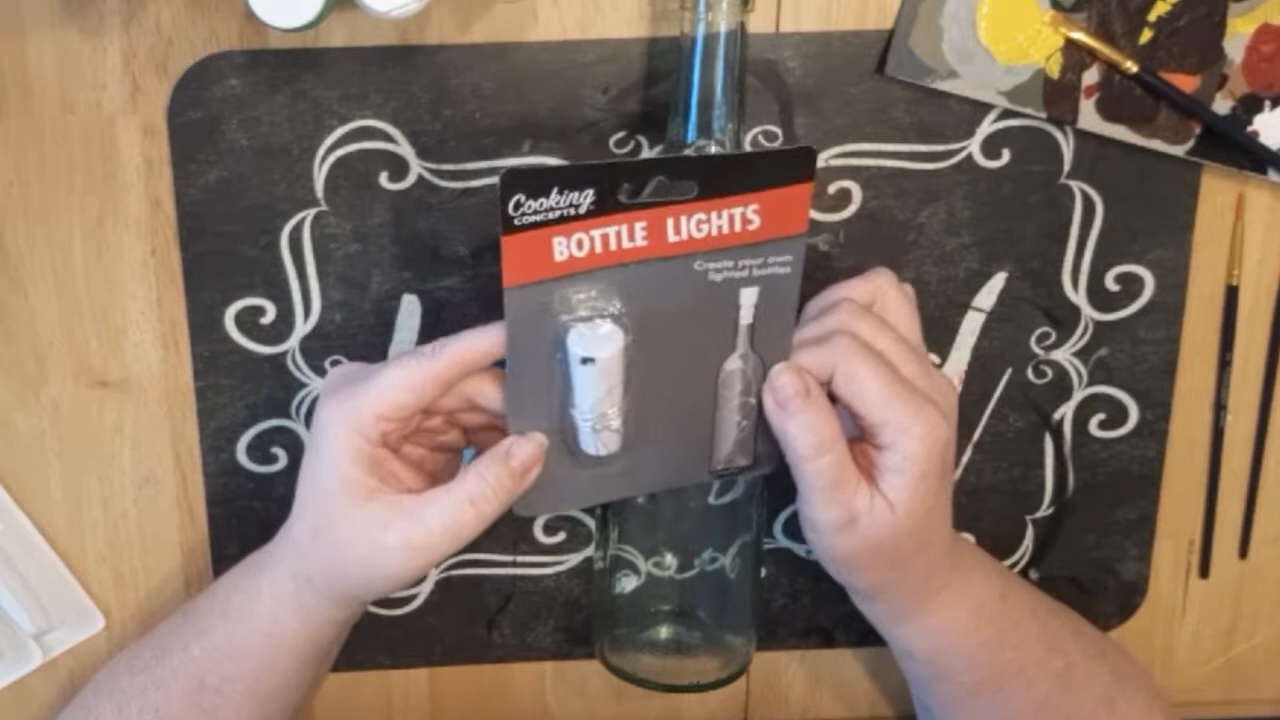 Cooking
CONCEPTS
BOTTLE LIGHTS
Create your own
lighted bottles